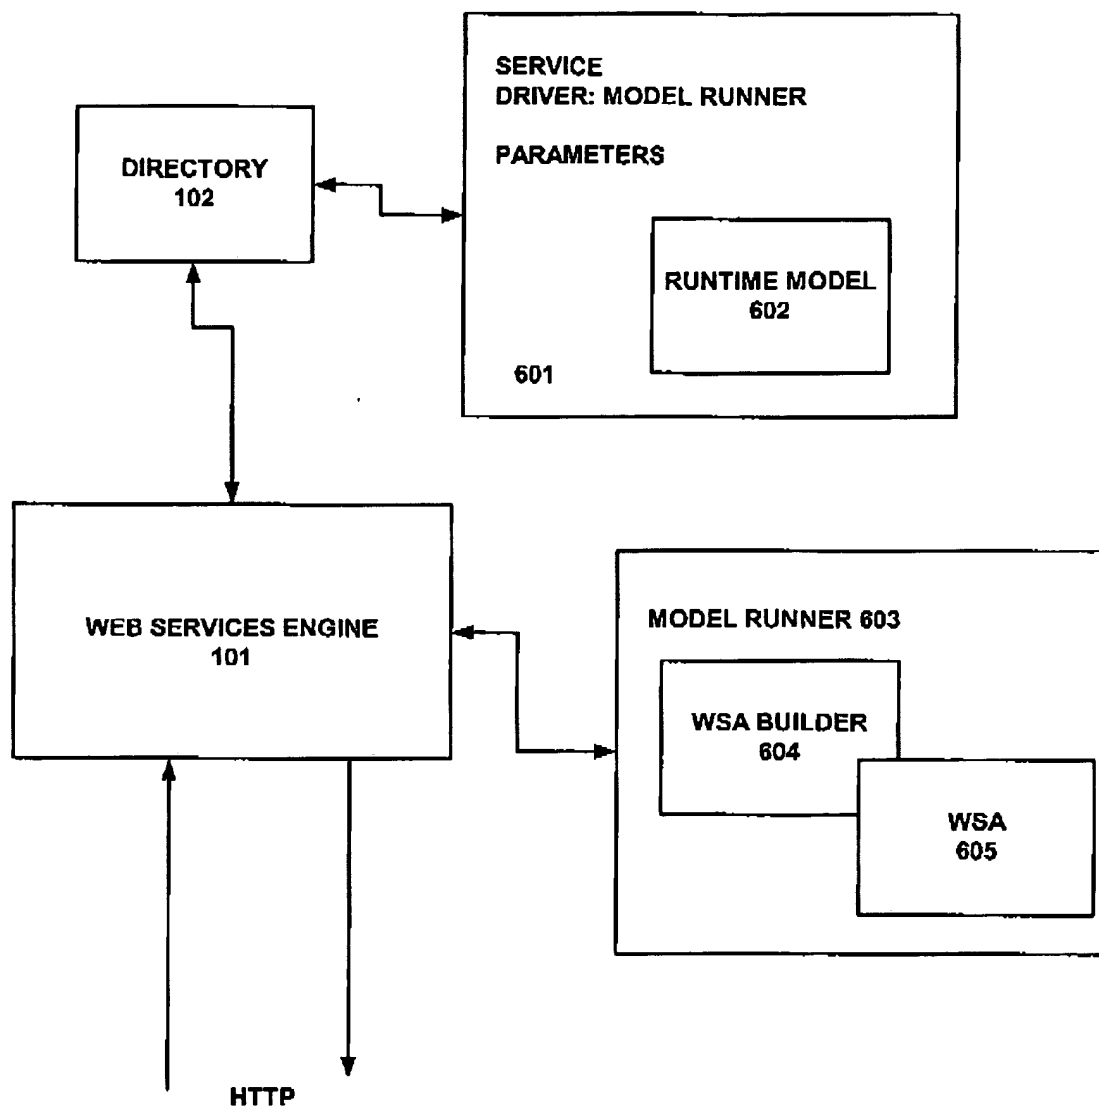 SERVICE
DRIVER: MODEL RUNNER
PARAMETERS
DIRECTORY
102
RUNTIME MODEL
602
601
WEB SERVICES ENGINE
101
MODEL RUNNER 603
WSA BUILDER
604
WSA
605
HTTP